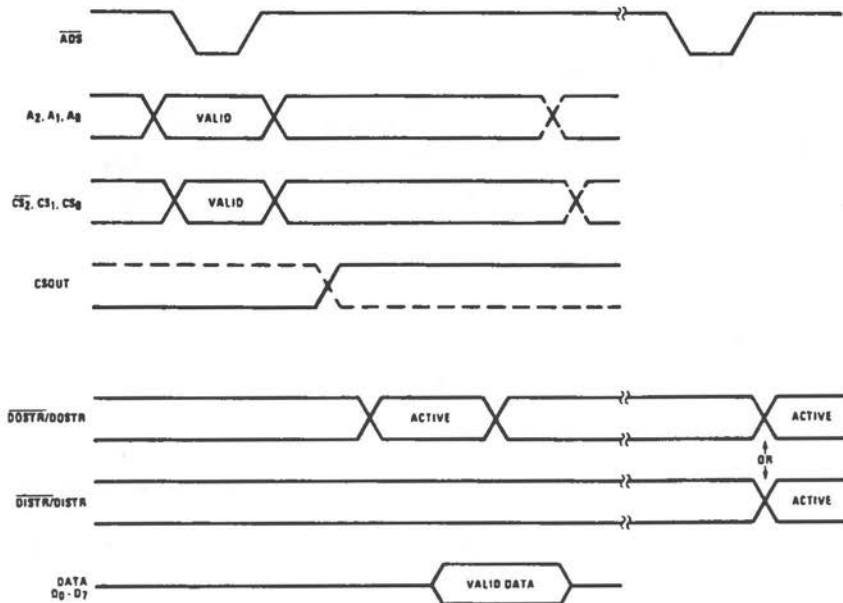 ADS
A2, A1, A0
VALID
CS2, CS1, CS0
VALID
CSOUT
DOSTR/DOSTR
ACTIVE
ACTIVE
OR
DISTR/DISTR
ACTIVE
DATA
D0-D7
VALID DATA